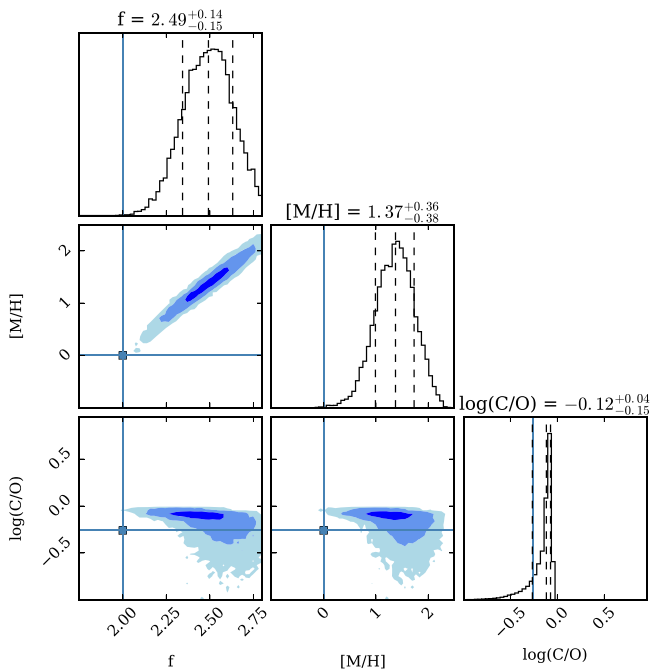 f = 2.49 +0.14 −0.15
[M/H] = 1.37 +0.36 −0.38
[M/H]
2
1
0
log(C/O) = −0.12 +0.04 −0.15
log(C/O)
0.5
0.0
−0.5
2.00 2.25 2.50 2.75
0 1 2
−0.5 0.0 0.5
f
[M/H]
log(C/O)